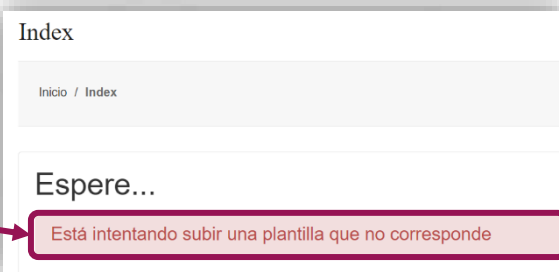 Index
Inicio / Index
Espere...
Está intentando subir una plantilla que no corresponde